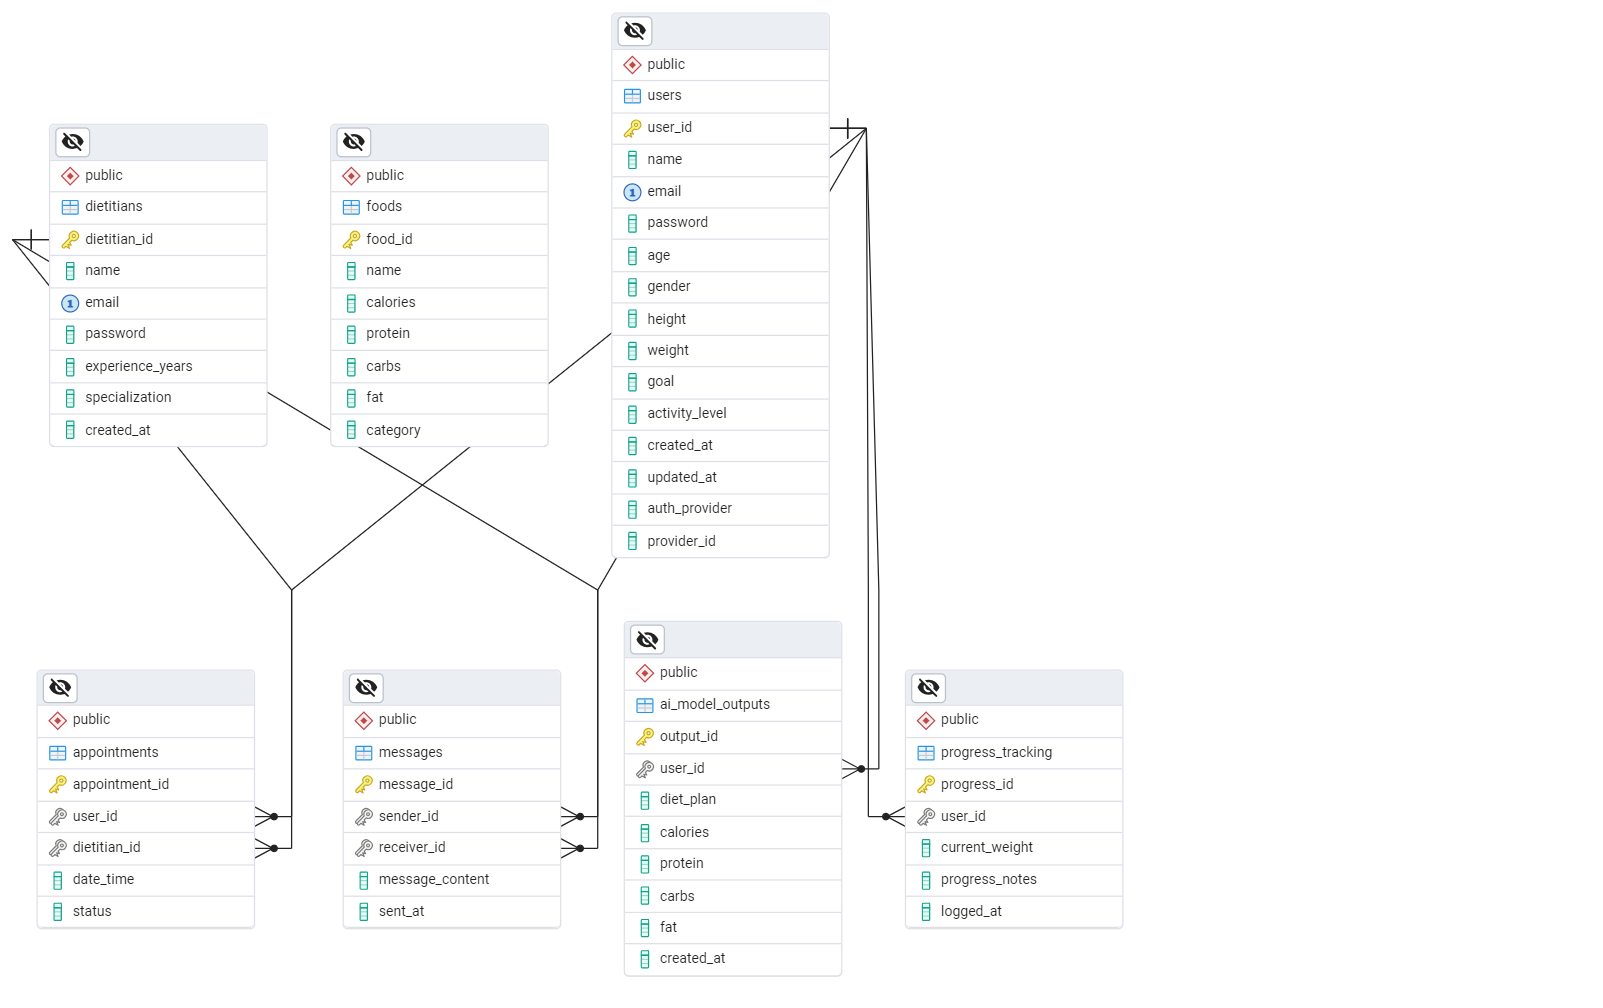 public
dietitians
dietitian_id
name
email
password
experience_years
specialization
created_at
public
foods
food_id
name
calories
protein
carbs
fat
category
public
users
user_id
name
email
password
age
gender
height
weight
goal
activity_level
created_at
updated_at
auth_provider
provider_id
public
appointments
appointment_id
user_id
dietitian_id
date_time
status
public
messages
message_id
sender_id
receiver_id
message_content
sent_at
public
ai_model_outputs
output_id
user_id
diet_plan
calories
protein
carbs
fat
created_at
public
progress_tracking
progress_id
user_id
current_weight
progress_notes
logged_at